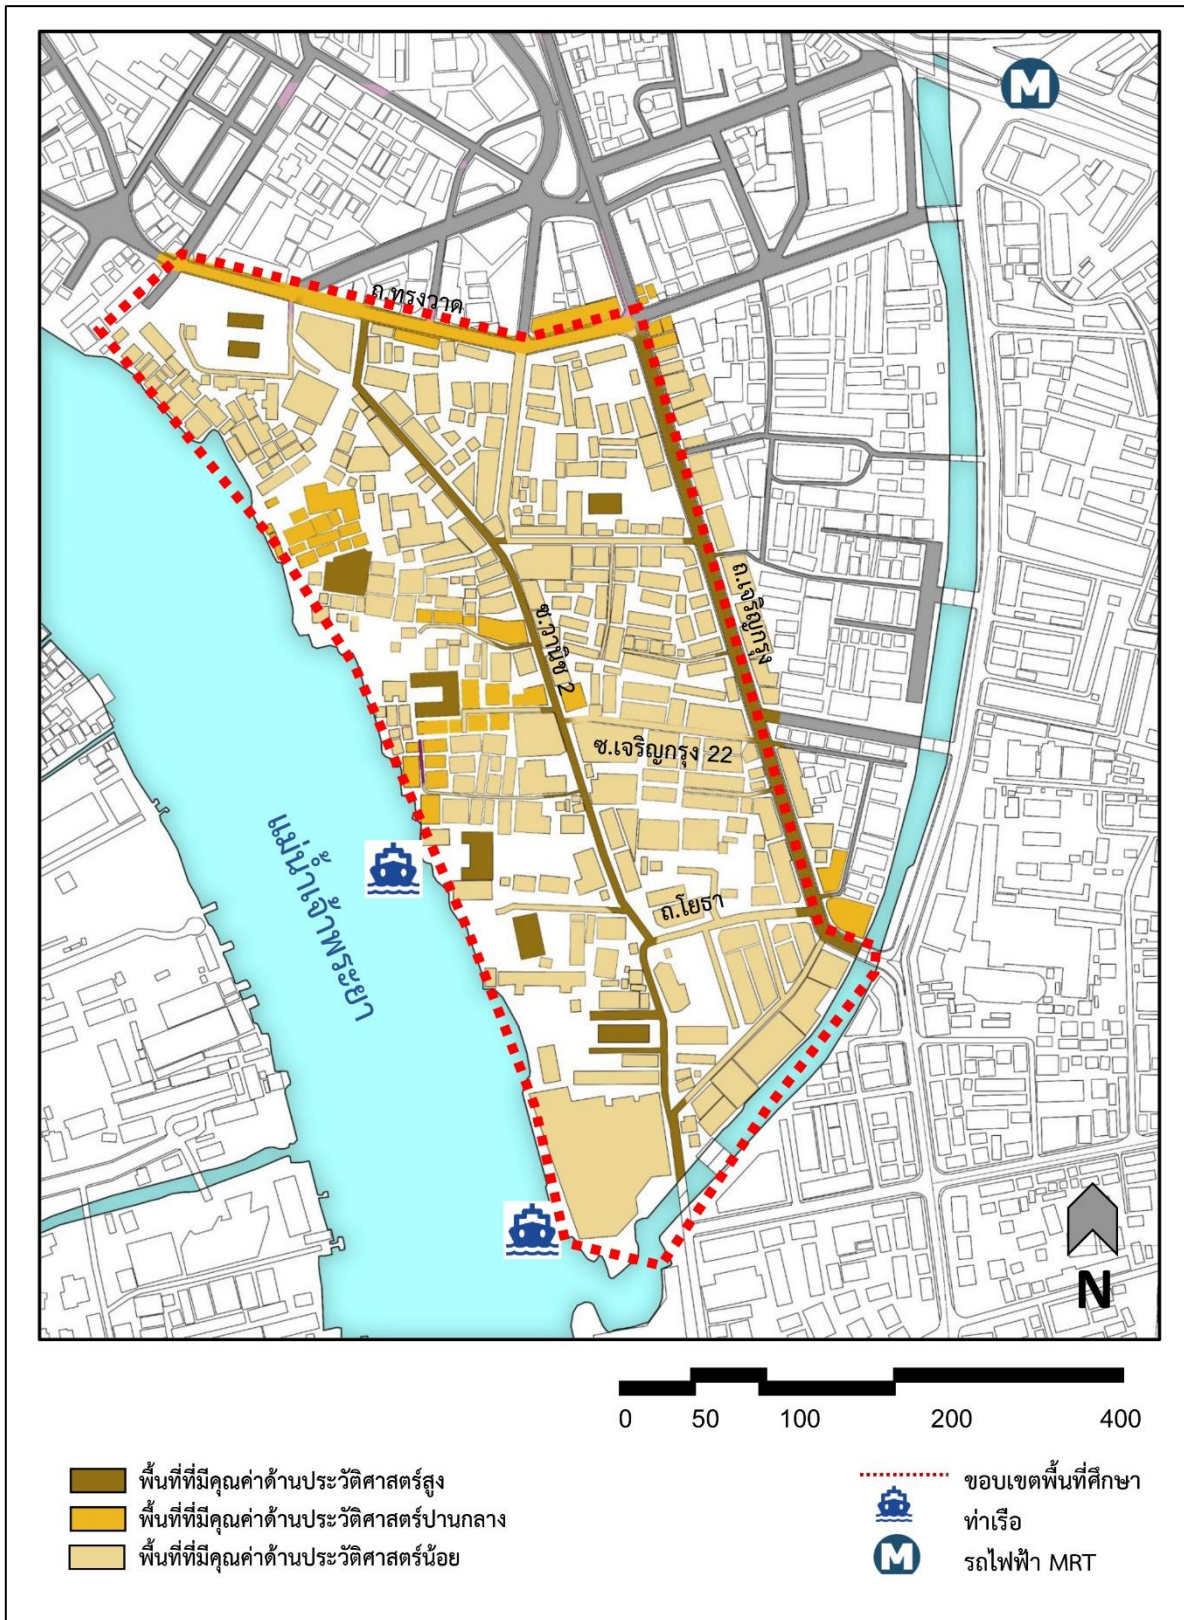 M
ถ.ทรงวาด
ถ.เจริญกรุง
ซ.วานิช 2
ซ.เจริญกรุง 22
ถ.โยธา
แม่น้ำเจ้าพระยา
N
0 50 100 200 400
พื้นที่ที่มีคุณค่าด้านประวัติศาสตร์สูง
พื้นที่ที่มีคุณค่าด้านประวัติศาสตร์ปานกลาง
พื้นที่ที่มีคุณค่าด้านประวัติศาสตร์น้อย
ขอบเขตพื้นที่ศึกษา
ท่าเรือ
M รถไฟฟ้า MRT